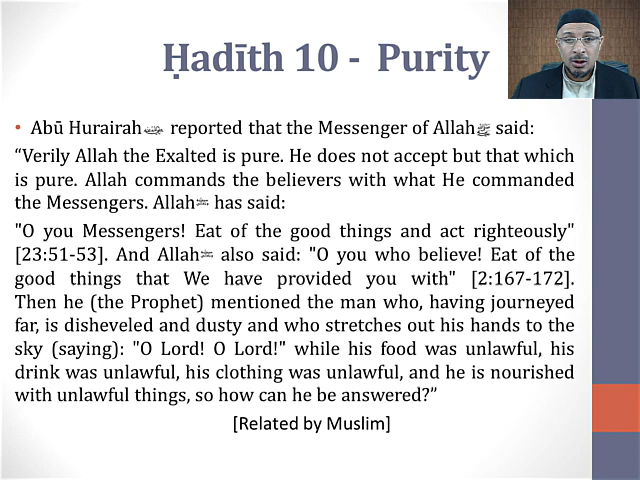 Ḥadīth 10 - Purity
• Abū Hurairah reported that the Messenger of Allah ﷺ said:
“Verily Allah the Exalted is pure. He does not accept but that which
is pure. Allah commands the believers with what He commanded
the Messengers. Allah has said:
"O you Messengers! Eat of the good things and act righteously"
[23:51-53]. And Allah also said: "O you who believe! Eat of the
good things that We have provided you with" [2:167-172].
Then he (the Prophet) mentioned the man who, having journeyed
far, is disheveled and dusty and who stretches out his hands to the
sky (saying): "O Lord! O Lord!" while his food was unlawful, his
drink was unlawful, his clothing was unlawful, and he is nourished
with unlawful things, so how can he be answered?”
[Related by Muslim]